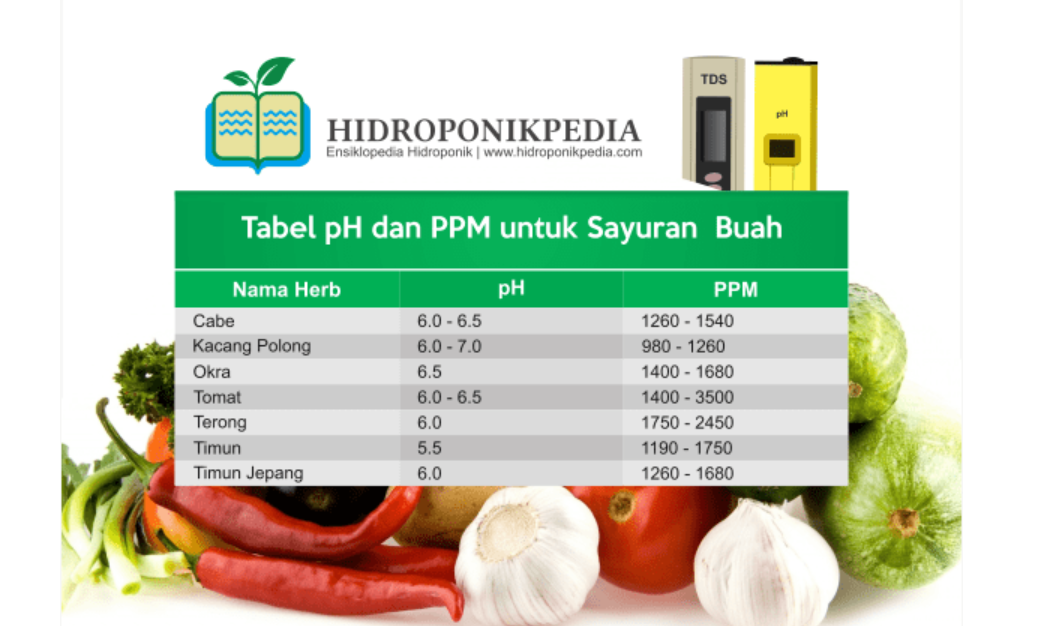 HIDROPONIKPEDIA
Ensiklopedia Hidroponik | www.hidroponikpedia.com
TDS
pH
Tabel pH dan PPM untuk Sayuran Buah
Nama Herb pH PPM
Cabe 6.0 - 6.5 1260 - 1540
Kacang Polong 6.0 - 7.0 980 - 1260
Okra 6.5 1400 - 1680
Tomat 6.0 - 6.5 1400 - 3500
Terong 6.0 1750 - 2450
Timun 5.5 1190 - 1750
Timun Jepang 6.0 1260 - 1680